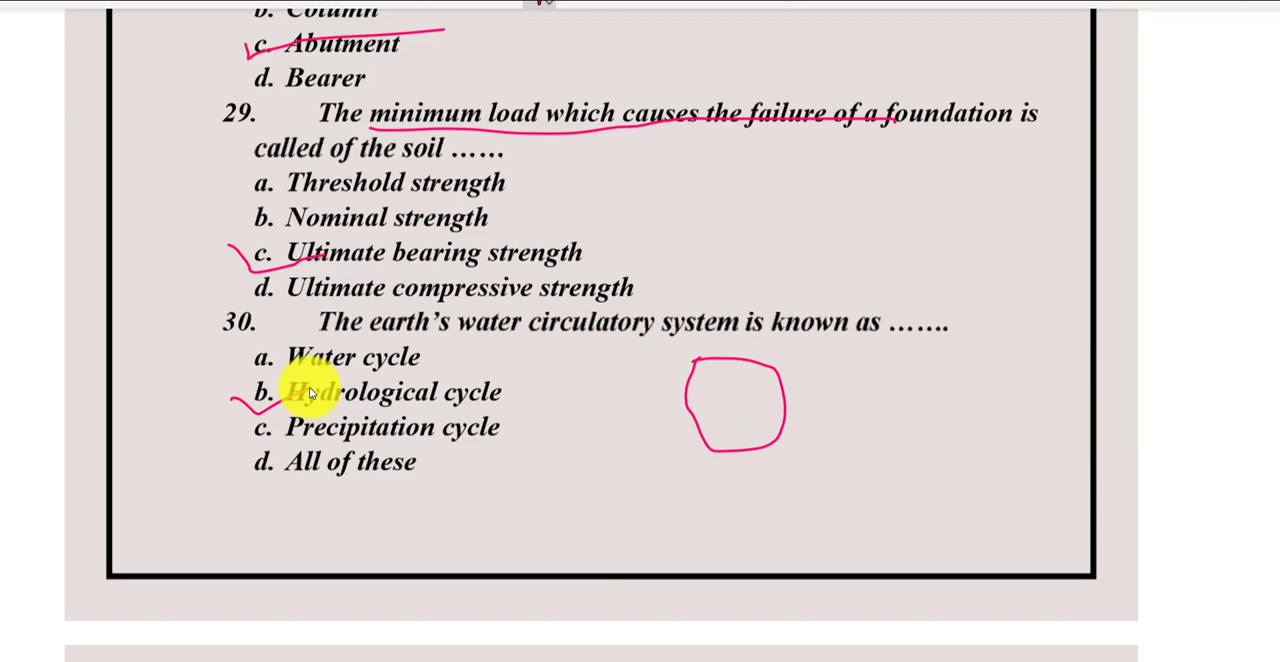 b. Column
c. Abutment
d. Bearer
29. The minimum load which causes the failure of a foundation is
called of the soil ......
a. Threshold strength
b. Nominal strength
c. Ultimate bearing strength
d. Ultimate compressive strength
30. The earth’s water circulatory system is known as .......
a. Water cycle
b. Hydrological cycle
c. Precipitation cycle
d. All of these